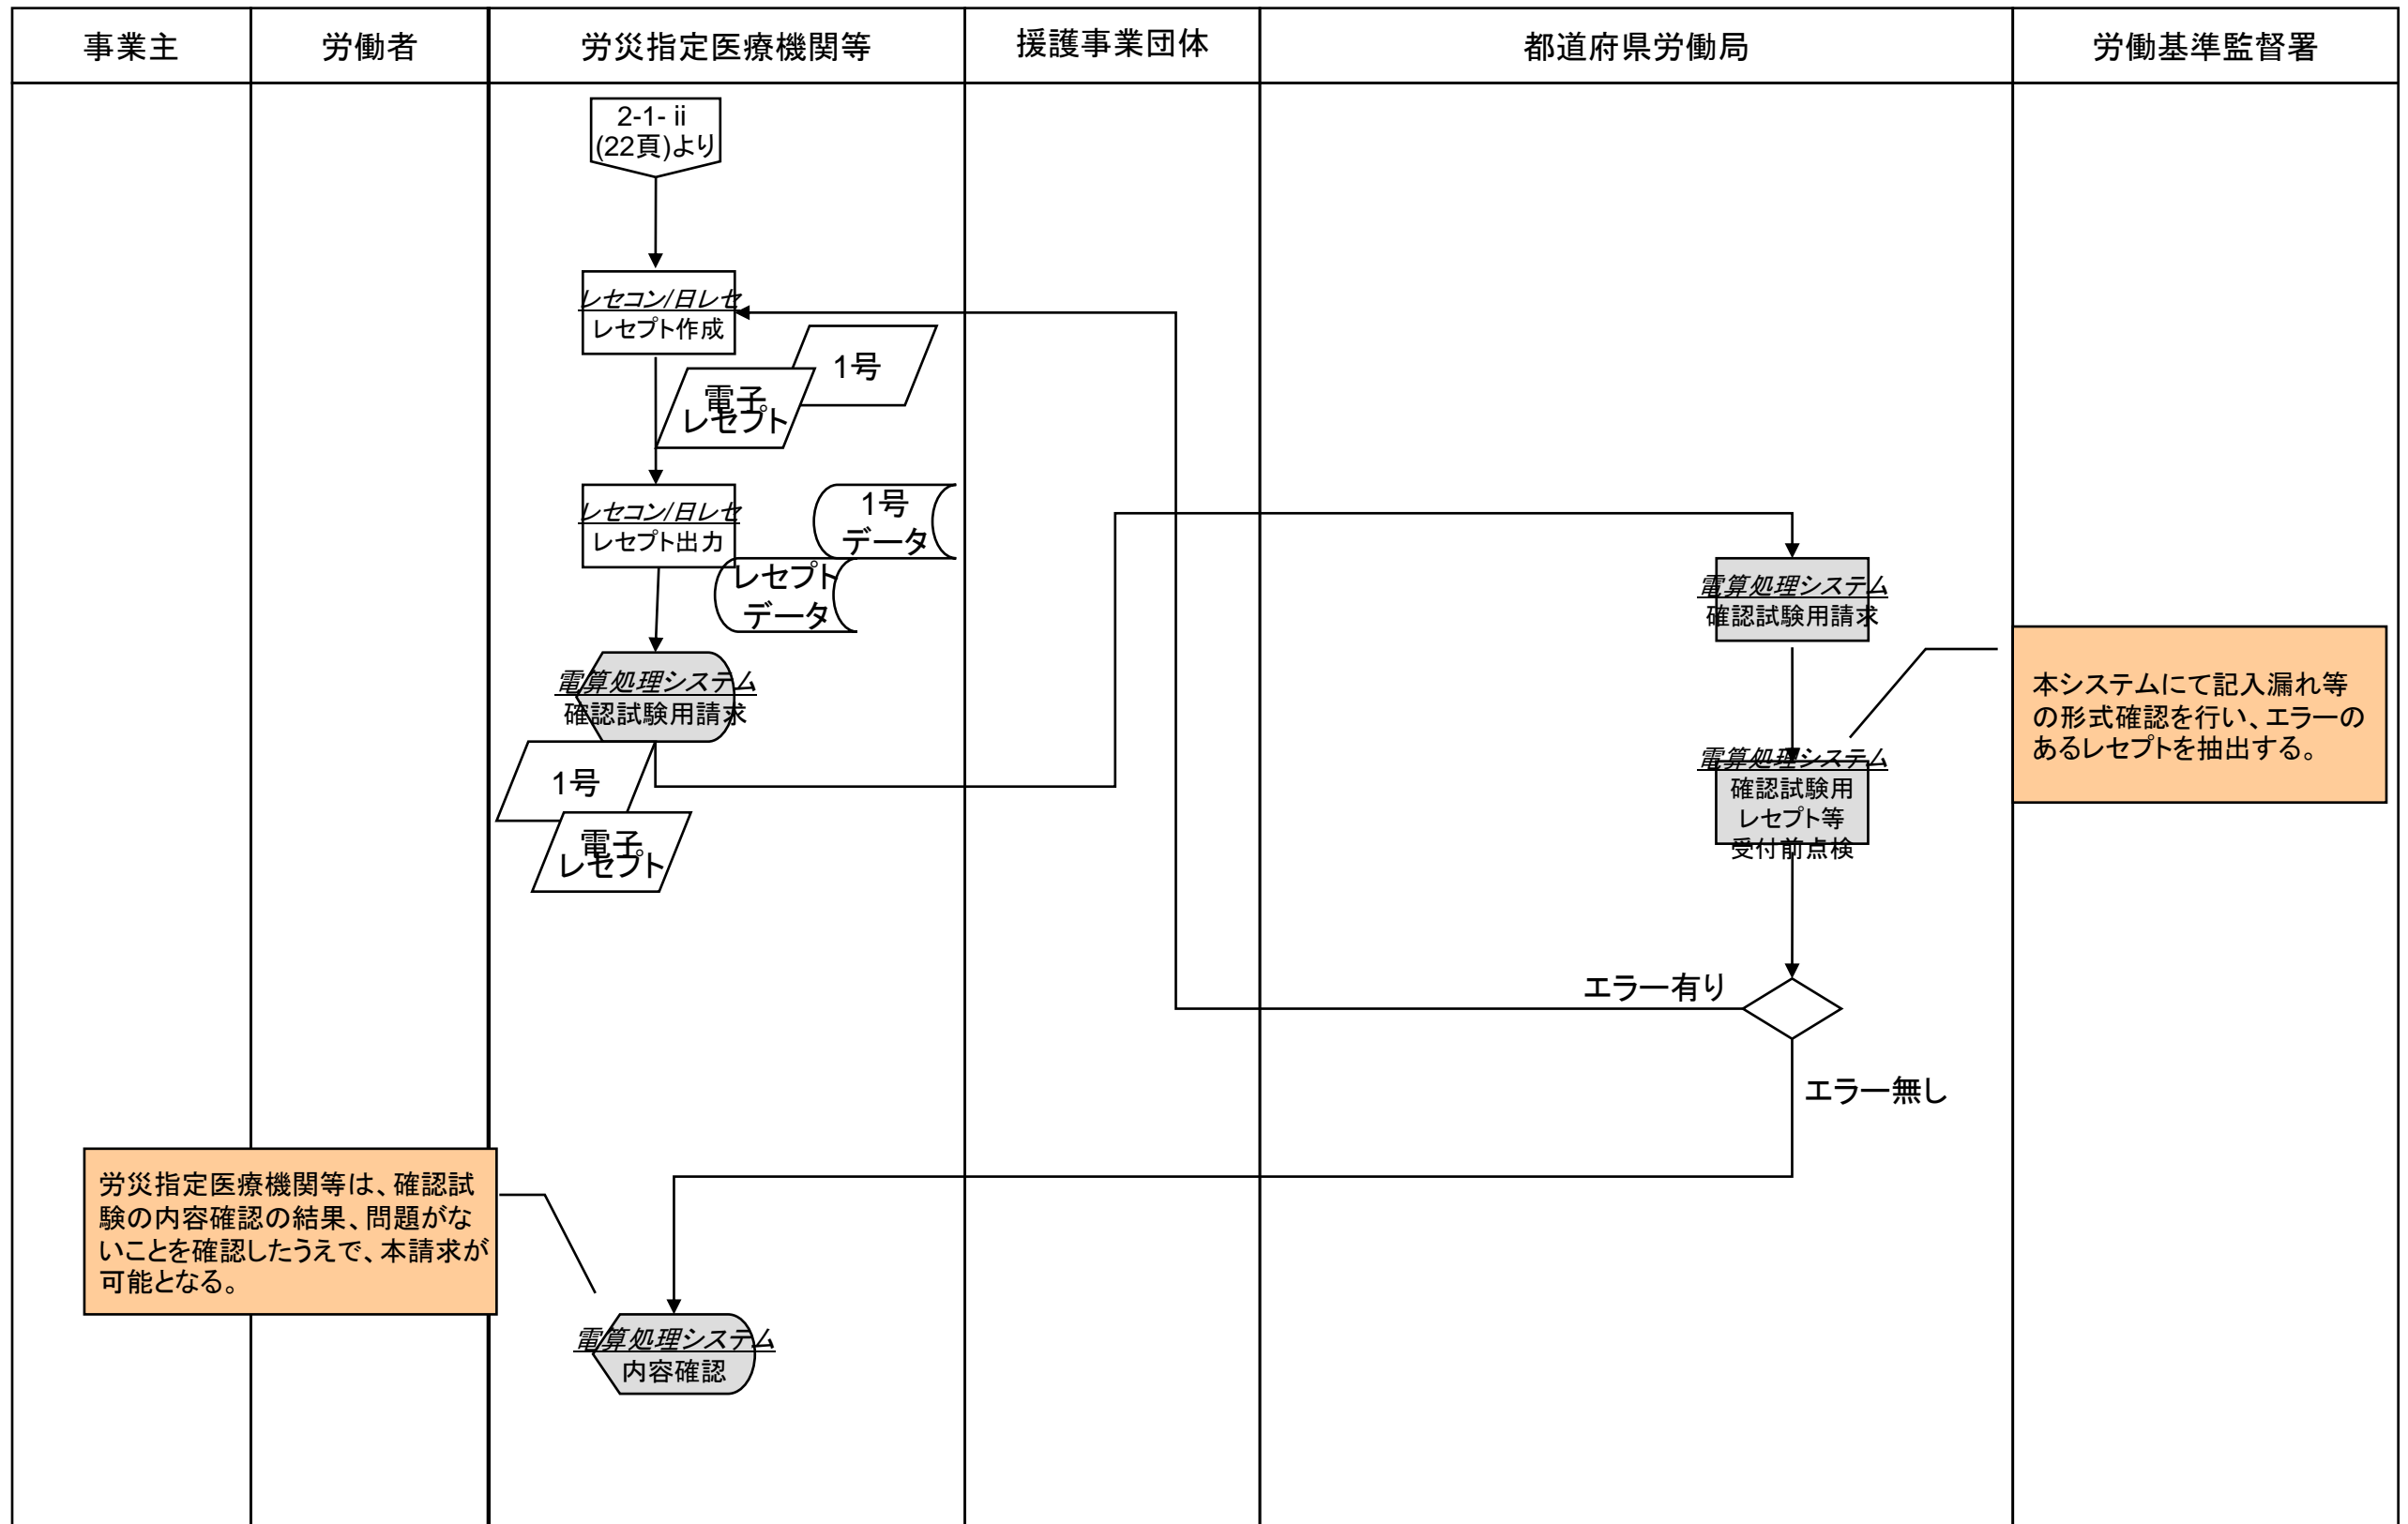 事業主
労働者
労災指定医療機関等
援護事業団体
都道府県労働局
労働基準監督署
2-1- ii
(22頁)より
レセコン/日レセ
レセプト作成
1号
電子
レセプト
レセコン/日レセ
レセプト出力
1号
データ
レセプト
データ
電算処理システム
確認試験用請求
1号
電子
レセプト
電算処理システム
確認試験用請求
電算処理システム
確認試験用
レセプト等
受付前点検
本システムにて記入漏れ等
の形式確認を行い、エラーの
あるレセプトを抽出する。
エラー有り
エラー無し
労災指定医療機関等は、確認試
験の内容確認の結果、問題がな
いことを確認したうえで、本請求が
可能となる。
電算処理システム
内容確認